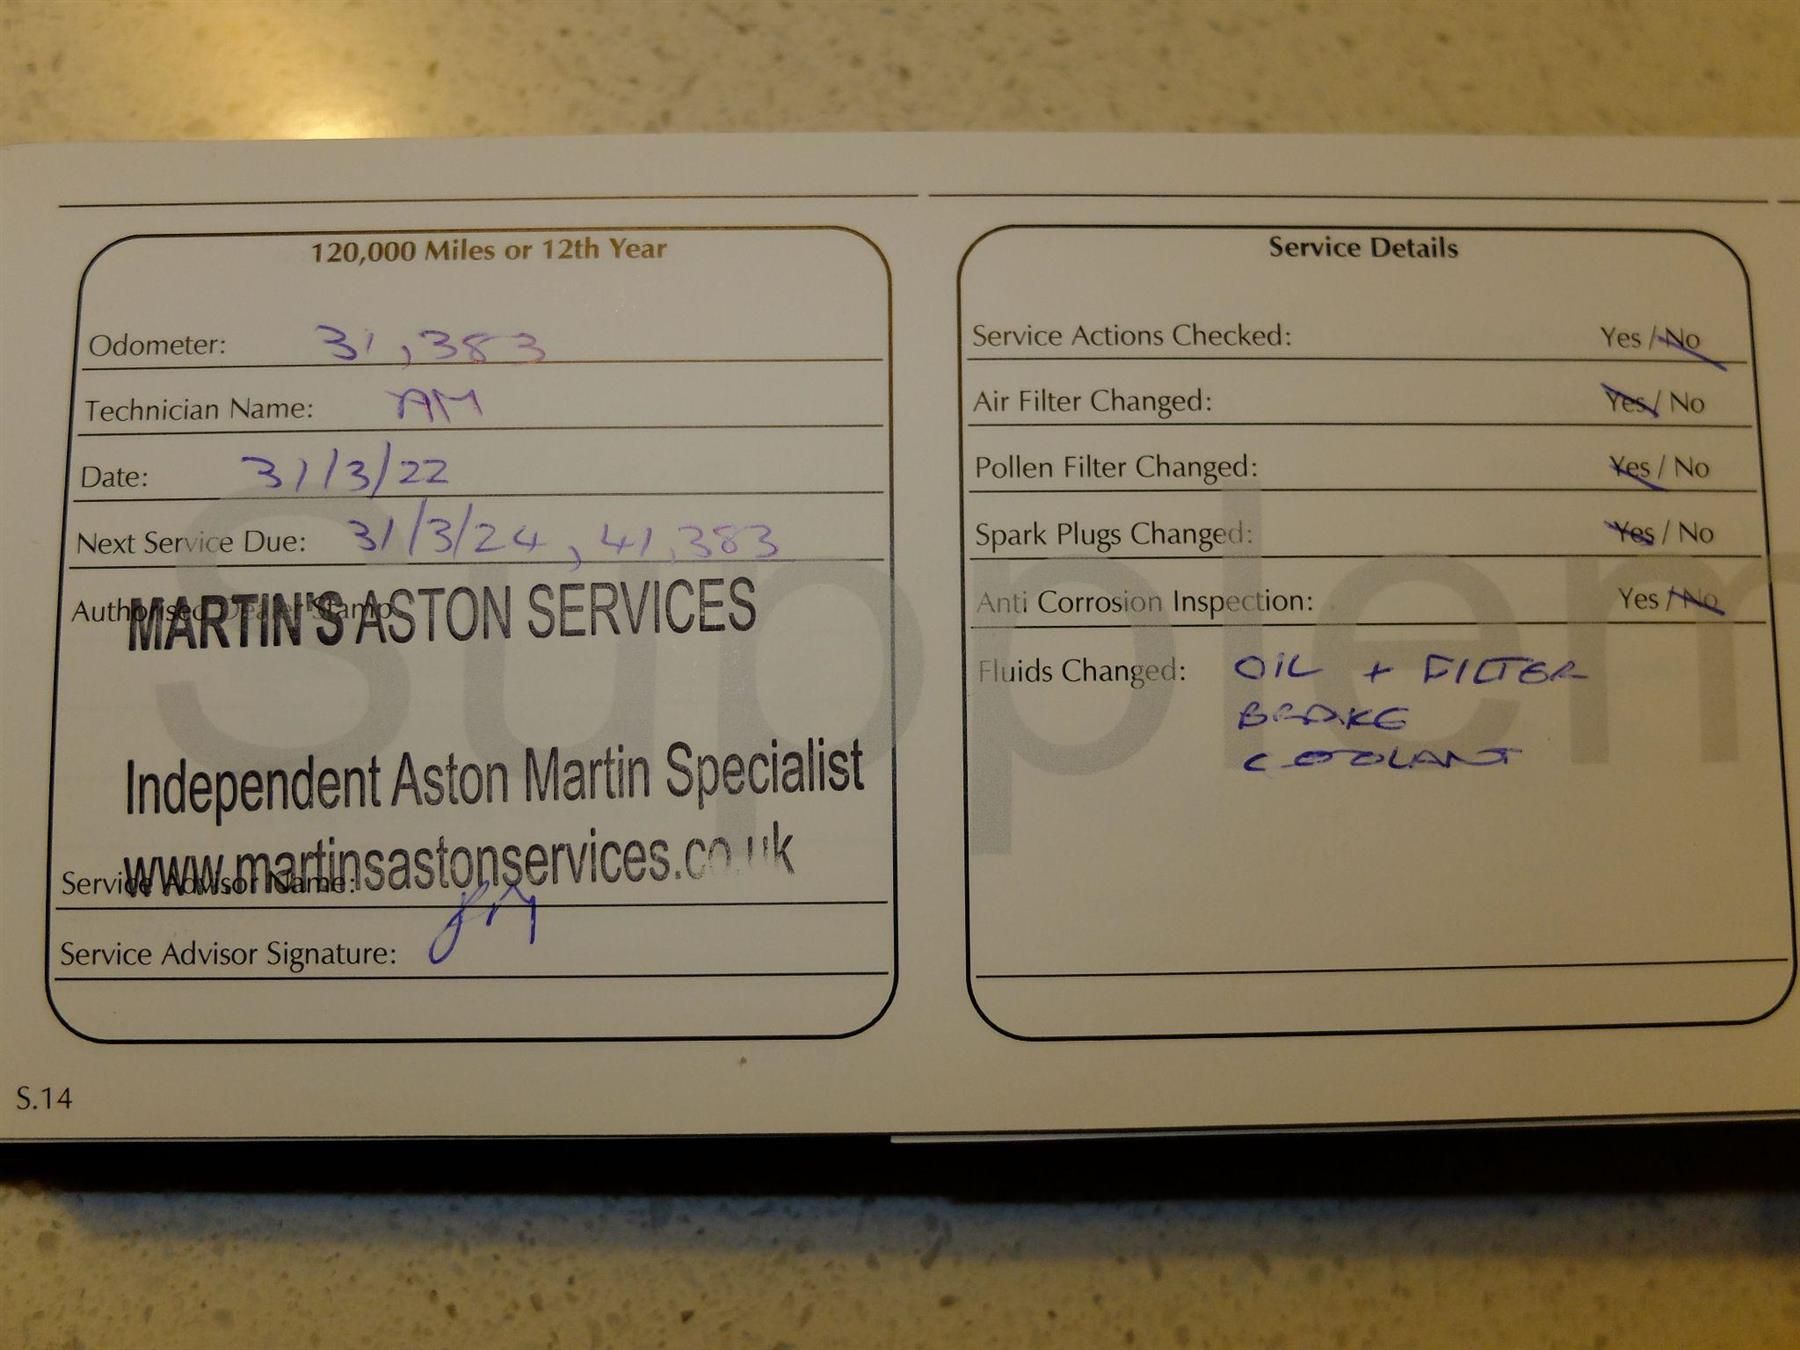 120,000 Miles or 12th Year
Odometer: 31,383
Technician Name: AM
Date: 31/3/22
Next Service Due: 31/3/24, 41,383
Authorised Dealer Stamp
MARTIN'S ASTON SERVICES
Independent Aston Martin Specialist
www.martinsastonservices.co.uk
Service Advisor Name:
Service Advisor Signature:
S.14
Service Details
Service Actions Checked: Yes / No
Air Filter Changed: Yes / No
Pollen Filter Changed: Yes / No
Spark Plugs Changed: Yes / No
Anti Corrosion Inspection: Yes / No
Fluids Changed: OIL + FILTER
BRAKE
COOLANT
Supplem